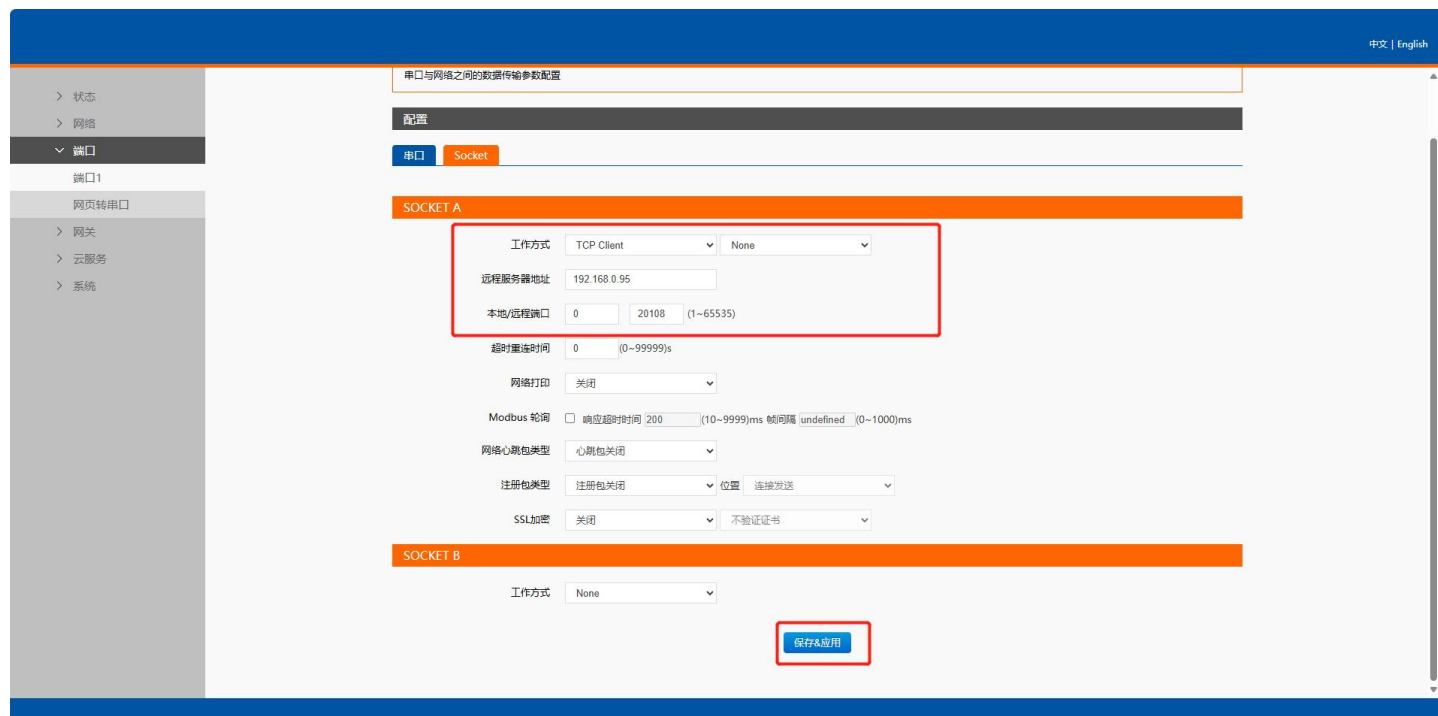 中文 | English
状态
网络
端口
端口1
网页转串口
网关
云服务
系统
串口与网络之间的数据传输参数配置
配置
串口 Socket
SOCKET A
工作方式 TCP Client None
远程服务器地址 192.168.0.95
本地/远程端口 0 20108 (1~65535)
超时重连时间 0 (0~99999)s
网络打印 关闭
Modbus 轮询 响应超时时间 200 (10~9999)ms 帧间隔 undefined (0~1000)ms
网络心跳包类型 心跳包关闭
注册包类型 注册包关闭 位置 连接发送
SSL加密 关闭 不验证证书
SOCKET B
工作方式 None
保存&应用